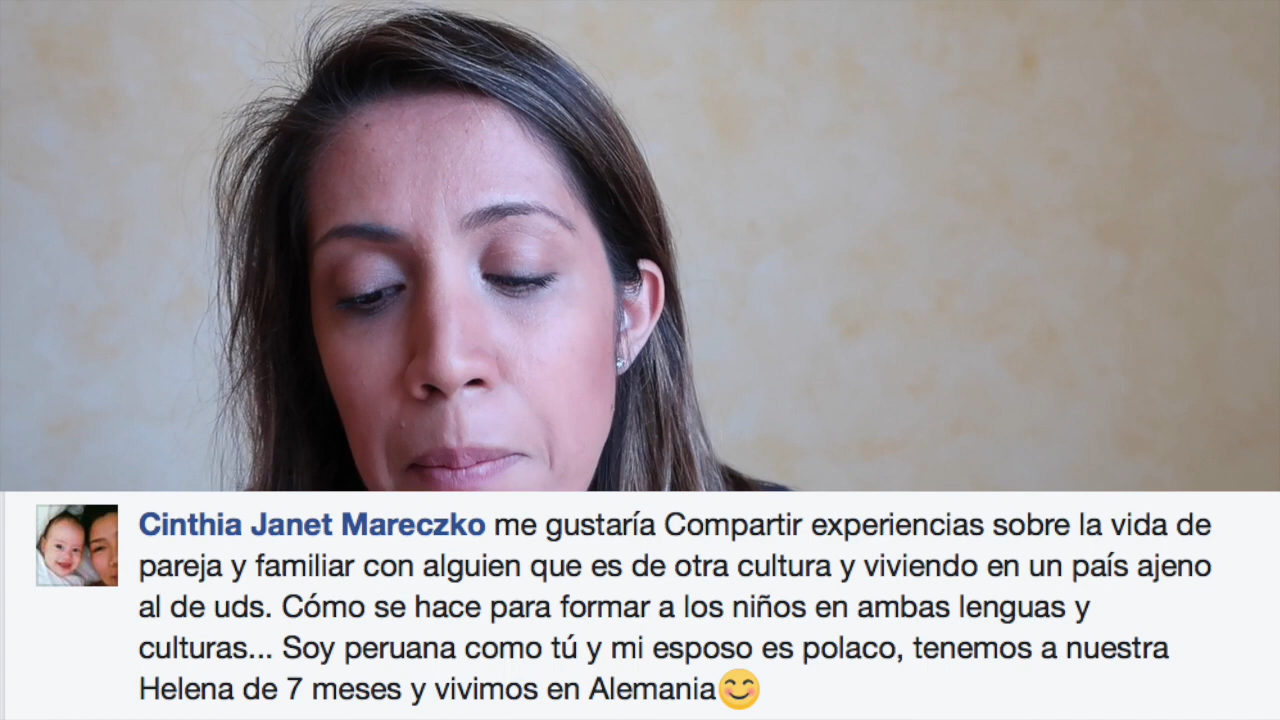 Cinthia Janet Mareczko me gustaría Compartir experiencias sobre la vida de
pareja y familiar con alguien que es de otra cultura y viviendo en un país ajeno
al de uds. Cómo se hace para formar a los niños en ambas lenguas y
culturas... Soy peruana como tú y mi esposo es polaco, tenemos a nuestra
Helena de 7 meses y vivimos en Alemania😊